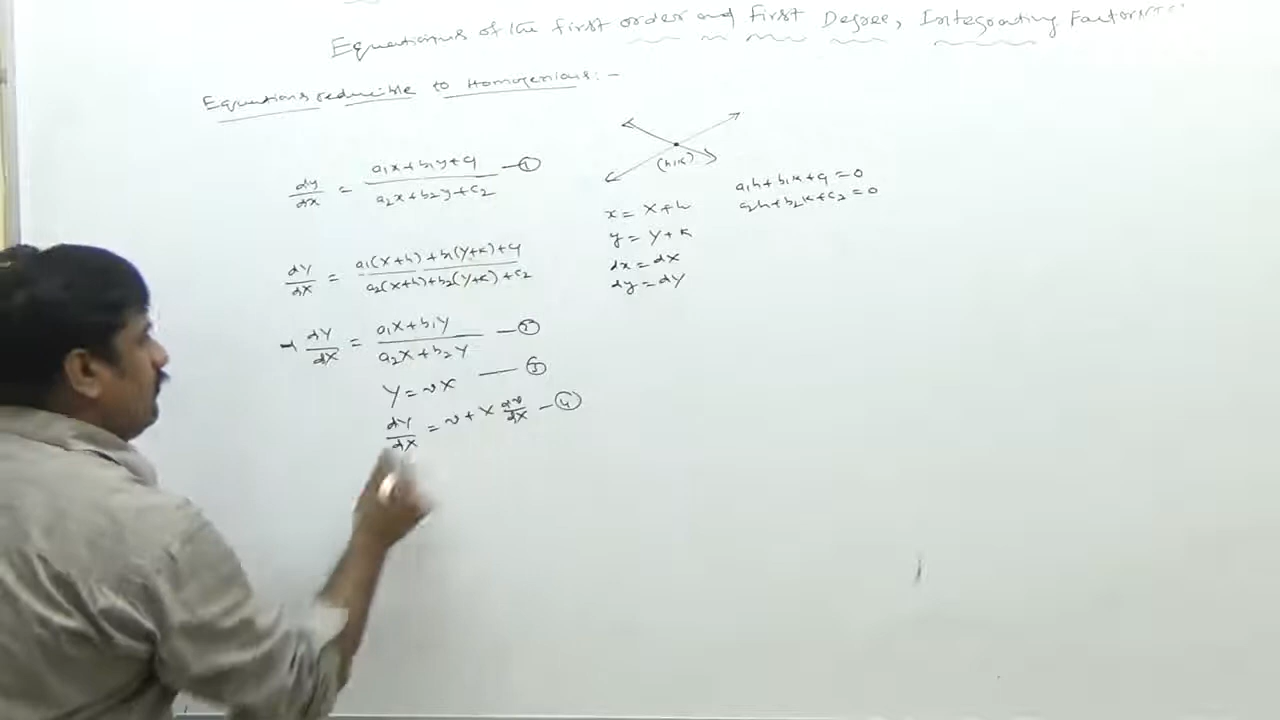 Equations of the first order and First Degree, Integrating Factors
Equations reducible to Homogenious:-
dy/dx = (a₁x+b₁y+c₁)/(a₂x+b₂y+c₂) —①
dY/dX = (a₁(X+h)+b₁(Y+k)+c₁)/(a₂(X+h)+b₂(Y+k)+c₂)
dY/dX = (a₁X+b₁Y)/(a₂X+b₂Y) —②
Y = vX —③
dY/dX = v + X dv/dX —④
(h,k)
x = X+h
y = Y+k
dx = dX
dy = dY
a₁h+b₁k+c₁=0
a₂h+b₂k+c₂=0